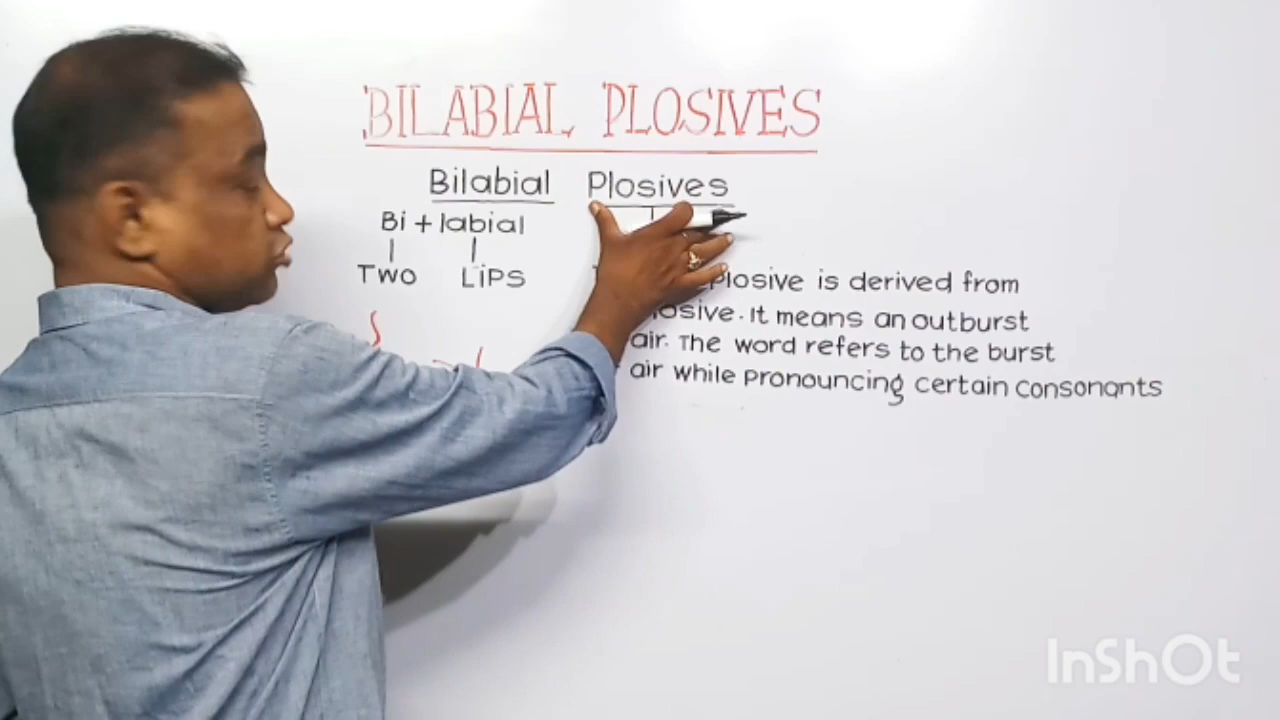 BILABIAL PLOSIVES
Bilabial Plosives
Bi + labial
TWO LiPS
Plosive is derived from
It means an outburst
air. The word refers to the burst
air while pronouncing certain consonants
InShOt